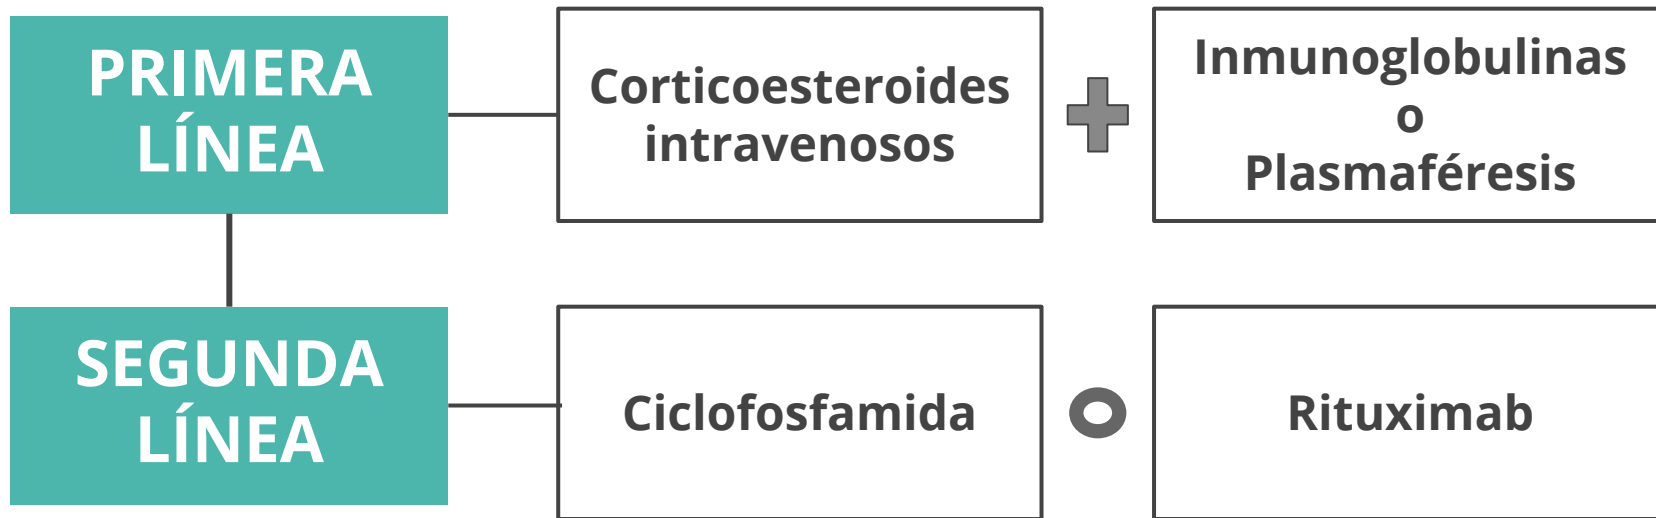 PRIMERA
LÍNEA
Corticoesteroides
intravenosos
Inmunoglobulinas
o
Plasmaféresis
SEGUNDA
LÍNEA
Ciclofosfamida
O
Rituximab